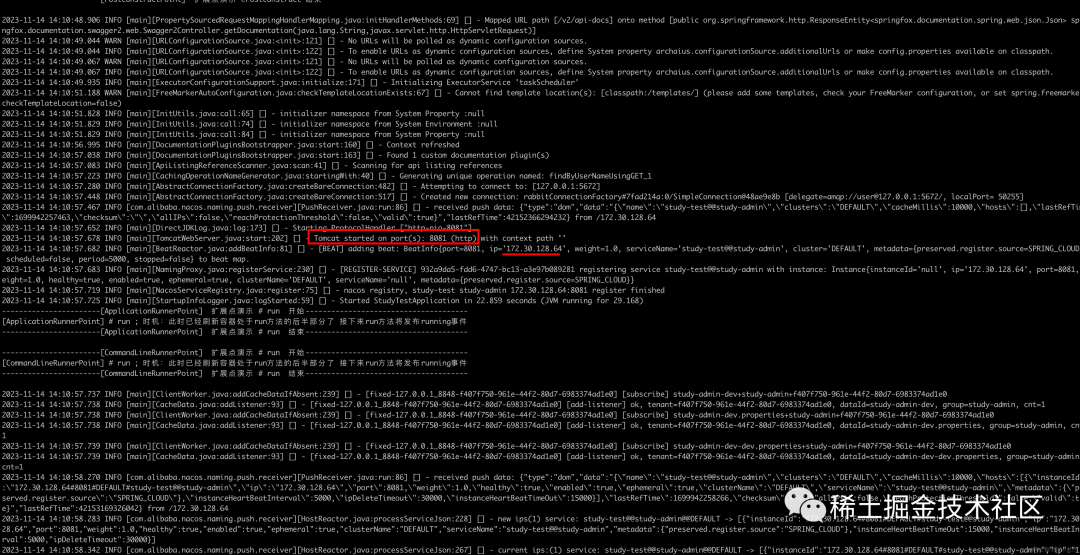 2023-11-14 14:10:48.906 INFO [main][PropertySourcedRequestMappingHandlerMapping.java:initHandlerMethods:69] [] - Mapped URL path [/v2/api-docs] onto method [public org.springframework.http.ResponseEntity<springfox.documentation.spring.web.json.Json> sp
ringfox.documentation.swagger2.web.Swagger2Controller.getDocumentation(java.lang.String,javax.servlet.http.HttpServletRequest)]
2023-11-14 14:10:49.044 WARN [main][URLConfigurationSource.java:<init>:121] [] - No URLs will be polled as dynamic configuration sources.
2023-11-14 14:10:49.044 INFO [main][URLConfigurationSource.java:<init>:122] [] - To enable URLs as dynamic configuration sources, define System property archaius.configurationSource.additionalUrls or make config.properties available on classpath.
2023-11-14 14:10:49.067 WARN [main][URLConfigurationSource.java:<init>:121] [] - No URLs will be polled as dynamic configuration sources.
2023-11-14 14:10:49.067 INFO [main][URLConfigurationSource.java:<init>:122] [] - To enable URLs as dynamic configuration sources, define System property archaius.configurationSource.additionalUrls or make config.properties available on classpath.
2023-11-14 14:10:49.935 INFO [main][ExecutorConfigurationSupport.java:initialize:171] [] - Initializing ExecutorService 'taskScheduler'
2023-11-14 14:10:51.188 WARN [main][FreeMarkerAutoConfiguration.java:checkTemplateLocationExists:67] [] - Cannot find template location(s): [classpath:/templates/] (please add some templates, check your FreeMarker configuration, or set spring.freemarker
checkTemplateLocation=false)
2023-11-14 14:10:51.828 INFO [main][InitUtils.java:call:65] [] - initializer namespace from System Property :null
2023-11-14 14:10:51.829 INFO [main][InitUtils.java:call:74] [] - initializer namespace from System Environment :null
2023-11-14 14:10:51.829 INFO [main][InitUtils.java:call:84] [] - initializer namespace from System Property :null
2023-11-14 14:10:56.995 INFO [main][DocumentationPluginsBootstrapper.java:start:160] [] - Context refreshed
2023-11-14 14:10:57.038 INFO [main][DocumentationPluginsBootstrapper.java:start:163] [] - Found 1 custom documentation plugin(s)
2023-11-14 14:10:57.083 INFO [main][ApiListingReferenceScanner.java:scan:41] [] - Scanning for api listing references
2023-11-14 14:10:57.223 INFO [main][CachingOperationNameGenerator.java:startingWith:40] [] - Generating unique operation named: findByUserNameUsingGET_1
2023-11-14 14:10:57.280 INFO [main][AbstractConnectionFactory.java:createBareConnection:482] [] - Attempting to connect to: [127.0.0.1:5672]
2023-11-14 14:10:57.448 INFO [main][AbstractConnectionFactory.java:createBareConnection:517] [] - Created new connection: rabbitConnectionFactory#7fad214a:0/SimpleConnection@48ae9e8b [delegate=amqp://user@127.0.0.1:5672/, localPort= 50255]
2023-11-14 14:10:57.467 INFO [com.alibaba.nacos.naming.push.receiver][PushReceiver.java:run:86] [] - received push data: {"type":"dom","data":"{\"name\":\"study-test@@study-admin\",\"clusters\":\"DEFAULT\",\"cacheMillis\":10000,\"hosts\":[],\"lastRefTi
\":1699942257463,\"checksum\":\"\",\"allIPs\":false,\"reachProtectionThreshold\":false,\"valid\":true}","lastRefTime":42152366294232} from /172.30.128.64
2023-11-14 14:10:57.652 INFO [main][DirectJDKLog.java:log:173] [] - Starting ProtocolHandler ["http-nio-8081"]
2023-11-14 14:10:57.678 INFO [main][TomcatWebServer.java:start:202] [] - Tomcat started on port(s): 8081 (http) with context path ''
2023-11-14 14:10:57.682 INFO [main][BeatReactor.java:addBeatInfo:81] [] - [BEAT] adding beat: BeatInfo{port=8081, ip='172.30.128.64', weight=1.0, serviceName='study-test@@study-admin', cluster='DEFAULT', metadata={preserved.register.source=SPRING_CLOUD
scheduled=false, period=5000, stopped=false} to beat map.
2023-11-14 14:10:57.683 INFO [main][NamingProxy.java:registerService:230] [] - [REGISTER-SERVICE] 932a9da5-fdd6-4747-bc13-a3e97b089281 registering service study-test@@study-admin with instance: Instance{instanceId='null', ip='172.30.128.64', port=8081,
eight=1.0, healthy=true, enabled=true, ephemeral=true, clusterName='DEFAULT', serviceName='null', metadata={preserved.register.source=SPRING_CLOUD}}
2023-11-14 14:10:57.719 INFO [main][NacosServiceRegistry.java:register:75] [] - nacos registry, study-test study-admin 172.30.128.64:8081 register finished
2023-11-14 14:10:57.725 INFO [main][StartupInfoLogger.java:logStarted:59] [] - Started StudyTestApplication in 22.859 seconds (JVM running for 29.168)
-----------------------[ApplicationRunnerPoint] 扩展点演示 # run 开始--------------------------------------
[ApplicationRunnerPoint] # run ; 时机：此时已经刷新容器处于run方法的后半部分了 接下来run方法将发布running事件
-----------------------[ApplicationRunnerPoint] 扩展点演示 # run 结束--------------------------------------
-----------------------[CommandLineRunnerPoint] 扩展点演示 # run 开始--------------------------------------
[CommandLineRunnerPoint] # run ; 时机：此时已经刷新容器处于run方法的后半部分了 接下来run方法将发布running事件
-----------------------[CommandLineRunnerPoint] 扩展点演示 # run 结束--------------------------------------
2023-11-14 14:10:57.737 INFO [main][ClientWorker.java:addCacheDataIfAbsent:239] [] - [fixed-127.0.0.1_8848-f407f750-961e-44f2-80d7-6983374ad1e0] [subscribe] study-admin-dev+study-admin+f407f750-961e-44f2-80d7-6983374ad1e0
2023-11-14 14:10:57.738 INFO [main][CacheData.java:addListener:93] [] - [fixed-127.0.0.1_8848-f407f750-961e-44f2-80d7-6983374ad1e0] [add-listener] ok, tenant=f407f750-961e-44f2-80d7-6983374ad1e0, dataId=study-admin-dev, group=study-admin, cnt=1
2023-11-14 14:10:57.738 INFO [main][ClientWorker.java:addCacheDataIfAbsent:239] [] - [fixed-127.0.0.1_8848-f407f750-961e-44f2-80d7-6983374ad1e0] [subscribe] study-admin-dev.properties+study-admin+f407f750-961e-44f2-80d7-6983374ad1e0
2023-11-14 14:10:57.738 INFO [main][CacheData.java:addListener:93] [] - [fixed-127.0.0.1_8848-f407f750-961e-44f2-80d7-6983374ad1e0] [add-listener] ok, tenant=f407f750-961e-44f2-80d7-6983374ad1e0, dataId=study-admin-dev.properties, group=study-admin, cn
1
2023-11-14 14:10:57.739 INFO [main][ClientWorker.java:addCacheDataIfAbsent:239] [] - [fixed-127.0.0.1_8848-f407f750-961e-44f2-80d7-6983374ad1e0] [subscribe] study-admin-dev-dev.properties+study-admin+f407f750-961e-44f2-80d7-6983374ad1e0
2023-11-14 14:10:57.739 INFO [main][CacheData.java:addListener:93] [] - [fixed-127.0.0.1_8848-f407f750-961e-44f2-80d7-6983374ad1e0] [add-listener] ok, tenant=f407f750-961e-44f2-80d7-6983374ad1e0, dataId=study-admin-dev-dev.properties, group=study-admin
cnt=1
2023-11-14 14:10:58.270 INFO [com.alibaba.nacos.naming.push.receiver][PushReceiver.java:run:86] [] - received push data: {"type":"dom","data":"{\"name\":\"study-test@@study-admin\",\"clusters\":\"DEFAULT\",\"cacheMillis\":10000,\"hosts\":[{\"instanceId
:\"172.30.128.64#8081#DEFAULT#study-test@@study-admin\",\"ip\":\"172.30.128.64\",\"port\":8081,\"weight\":1.0,\"healthy\":true,\"enabled\":true,\"ephemeral\":true,\"clusterName\":\"DEFAULT\",
served.register.source\":\"SPRING_CLOUD\"},\"instanceHeartBeatInterval\":5000,\"ipDeleteTimeout\":30000,\"instanceHeartBeatTimeOut\":15000}],\"lastRefTime\":1699942258266,\"checksum
e}","lastRefTime":42153169326042} from /172.30.128.64
2023-11-14 14:10:58.283 INFO [com.alibaba.nacos.naming.push.receiver][HostReactor.java:processServiceJson:228] [] - new ips(1) service: study-test@@study-admin@@DEFAULT -> [{"instanceId":
28.64","port":8081,"weight":1.0,"healthy":true,"enabled":true,"ephemeral":true,"clusterName":"DEFAULT","serviceName":"study-test@@study-admin","metadata":{"preserved.register.source":"SPRING_CLOUD"},"instanceHeartBeatTimeOut":15000,"instanceHeartBeatInt
erval":5000,"ipDeleteTimeout":30000}]
2023-11-14 14:10:58.342 INFO [com.alibaba.nacos.naming.push.receiver][HostReactor.java:processServiceJson:267] [] - current ips:(1) service: study-test@@study-admin@@DEFAULT -> [{"instanceId":"172.30.128.64#8081#DEFAULT#study-test@@study-admin","ip":"1
稀土掘金技术社区